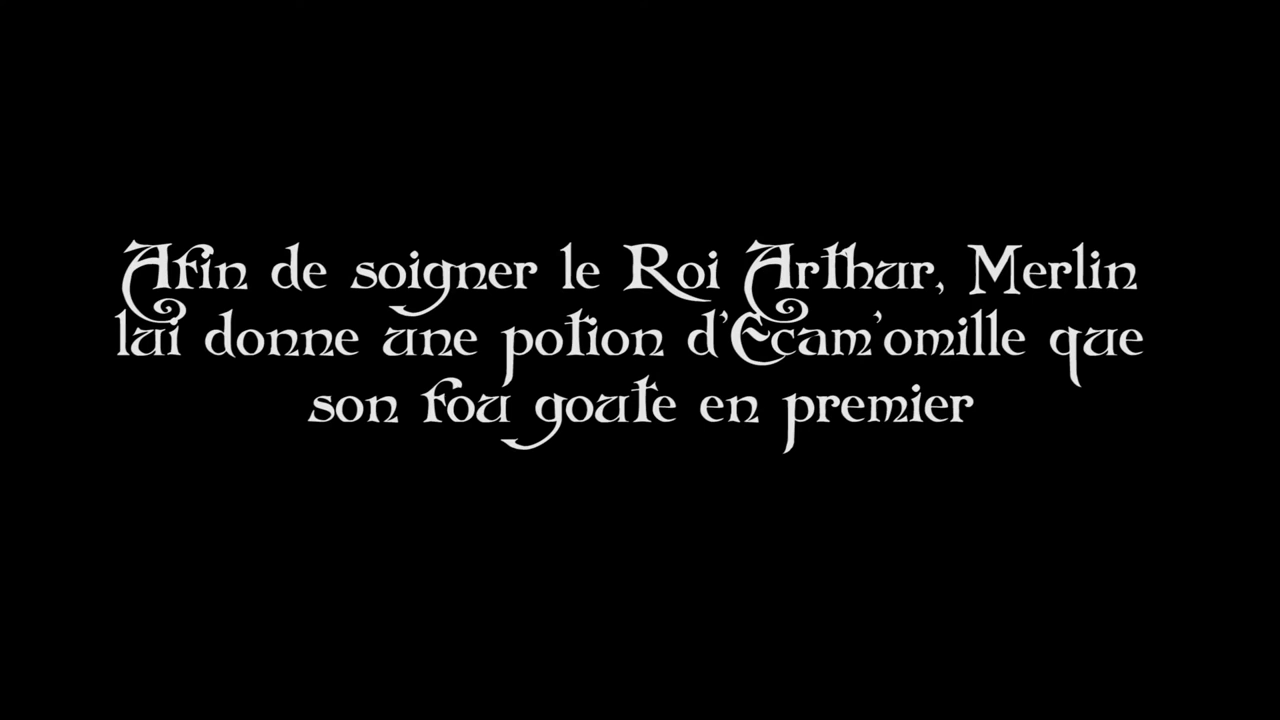 Afin de soigner le Roi Arthur, Merlin
lui donne une potion d'Ecam'omille que
son fou goute en premier